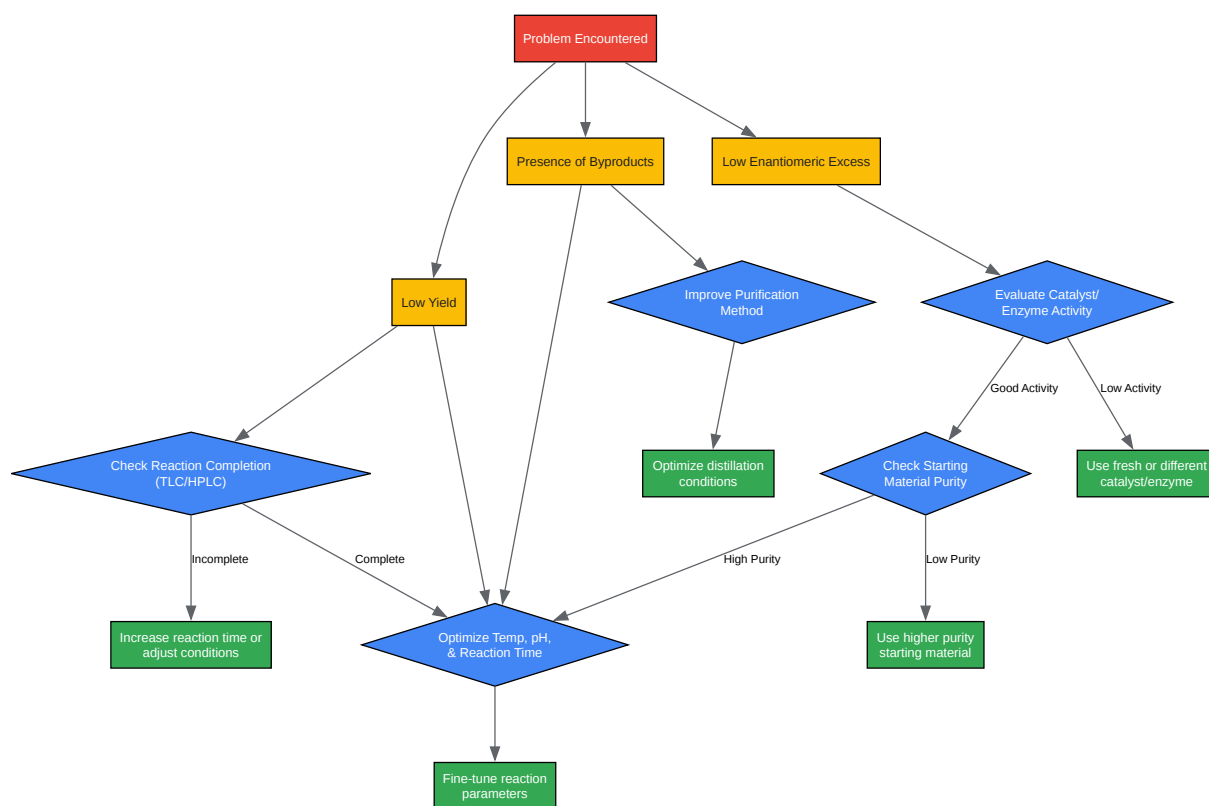 Problem Encountered
Presence of Byproducts
Low Enantiomeric Excess
Low Yield
Improve Purification
Method
Evaluate Catalyst/
Enzyme Activity
Good Activity
Low Activity
Check Reaction Completion
(TLC/HPLC)
Optimize distillation
conditions
Check Starting
Material Purity
Use fresh or different
catalyst/enzyme
Incomplete
Complete
High Purity
Low Purity
Increase reaction time or
adjust conditions
Optimize Temp, pH,
& Reaction Time
Use higher purity
starting material
Fine-tune reaction
parameters